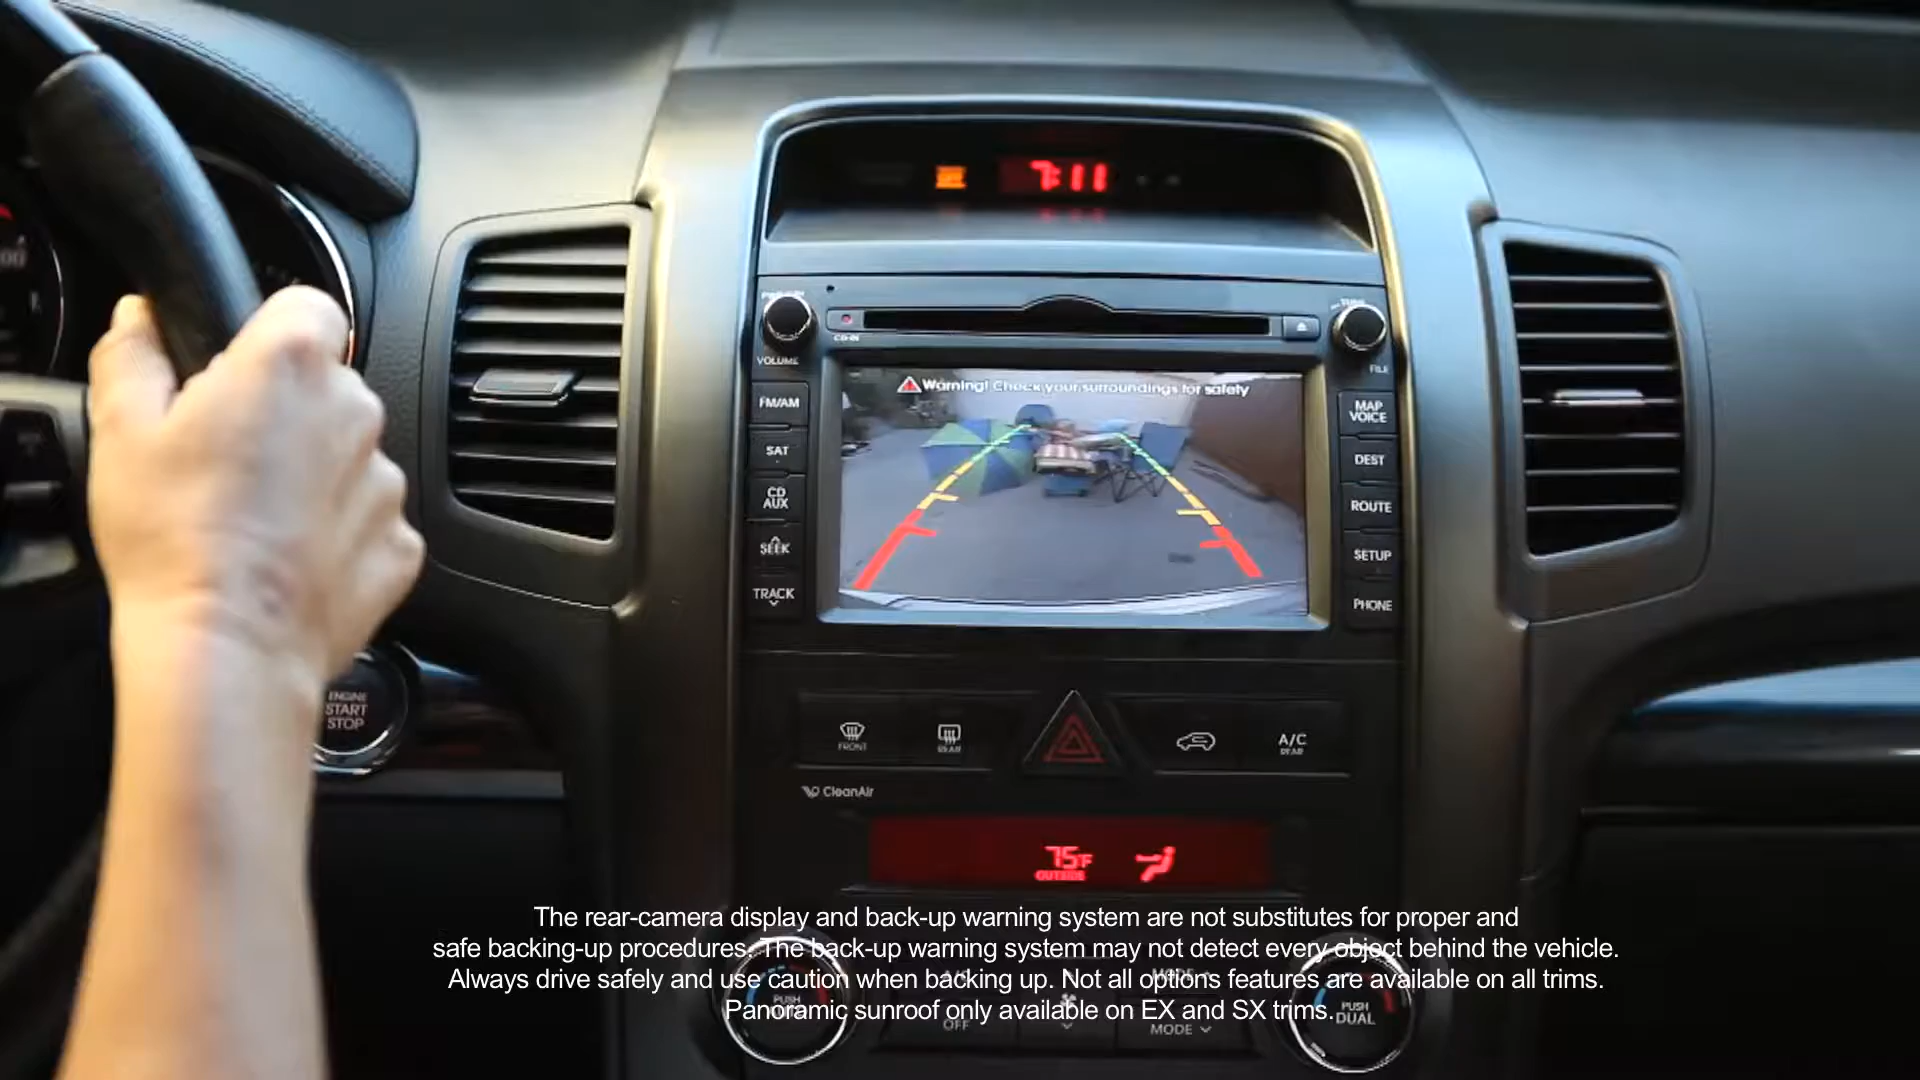 7:11
VOLUME
FILE
Warning! Check your surroundings for safety
FM/AM
SAT
CD
AUX
SEEK
TRACK
MAP
VOICE
DEST
ROUTE
SETUP
PHONE
ENGINE
START
STOP
FRONT
REAR
A/C
REAR
CleanAir
75°F
OUTSIDE
The rear-camera display and back-up warning system are not substitutes for proper and
safe backing-up procedures. The back-up warning system may not detect every object behind the vehicle.
Always drive safely and use caution when backing up. Not all options features are available on all trims.
Panoramic sunroof only available on EX and SX trims.
PUSH
OFF
MODE
PUSH
DUAL